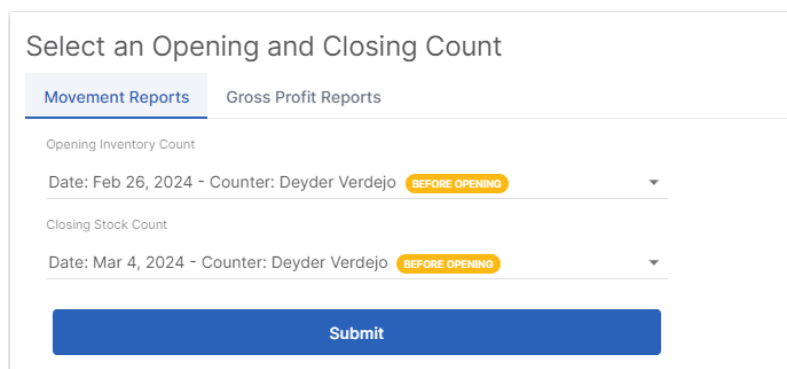 Select an Opening and Closing Count
Movement Reports Gross Profit Reports
Opening Inventory Count
Date: Feb 26, 2024 - Counter: Deyder Verdejo BEFORE OPENING
Closing Stock Count
Date: Mar 4, 2024 - Counter: Deyder Verdejo BEFORE OPENING
Submit